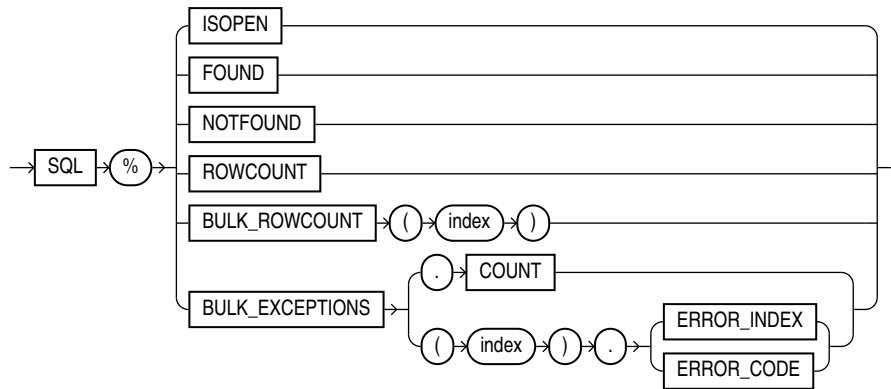 ISOPEN
FOUND
NOTFOUND
SQL % ROWCOUNT
BULK_ROWCOUNT ( index )
. COUNT
BULK_EXCEPTIONS
ERROR_INDEX
( index ) .
ERROR_CODE